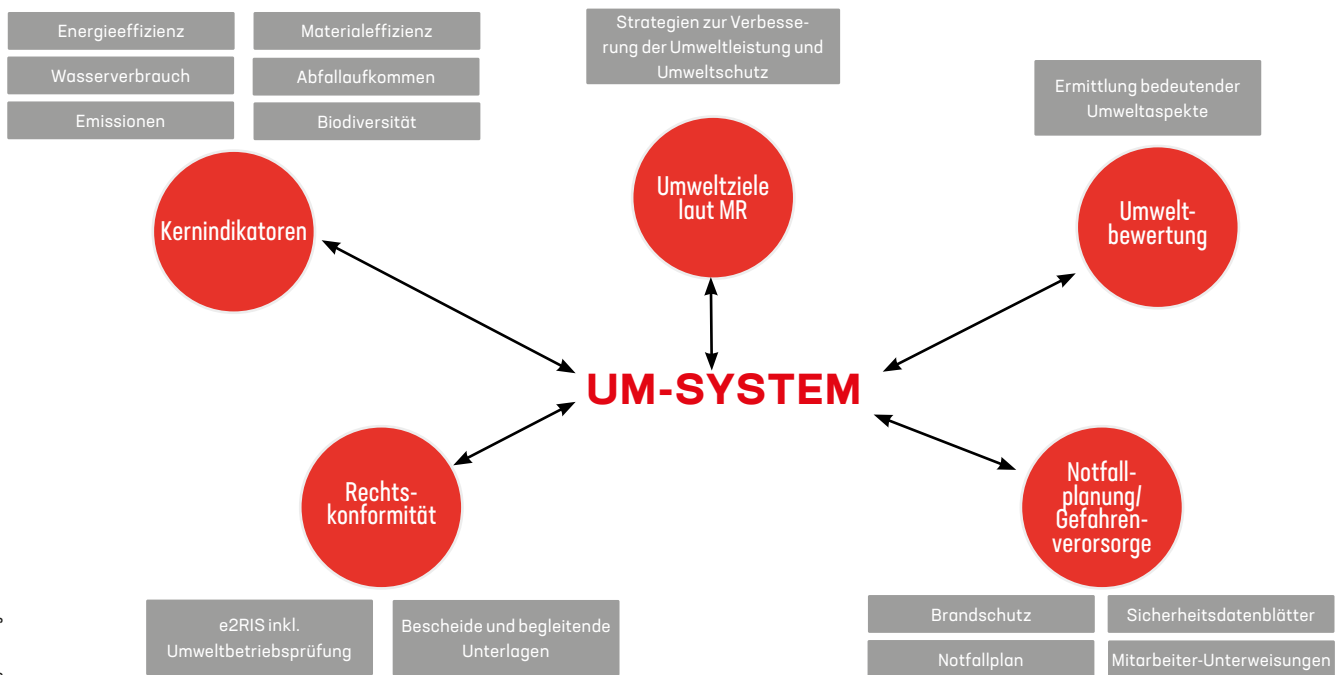 Energieeffizienz
Materialeffizienz
Wasserverbrauch
Abfallaufkommen
Emissionen
Biodiversität
Kernindikatoren
Strategien zur Verbesse-
rung der Umweltleistung und
Umweltschutz
Umweltziele
laut MR
Ermittlung bedeutender
Umweltaspekte
Umwelt-
bewertung
UM-SYSTEM
Rechts-
konformität
e2RIS inkl.
Umweltbetriebsprüfung
Bescheide und begleitende
Unterlagen
Notfall-
planung/
Gefahren-
verorsorge
Brandschutz
Sicherheitsdatenblätter
Notfallplan
Mitarbeiter-Unterweisungen